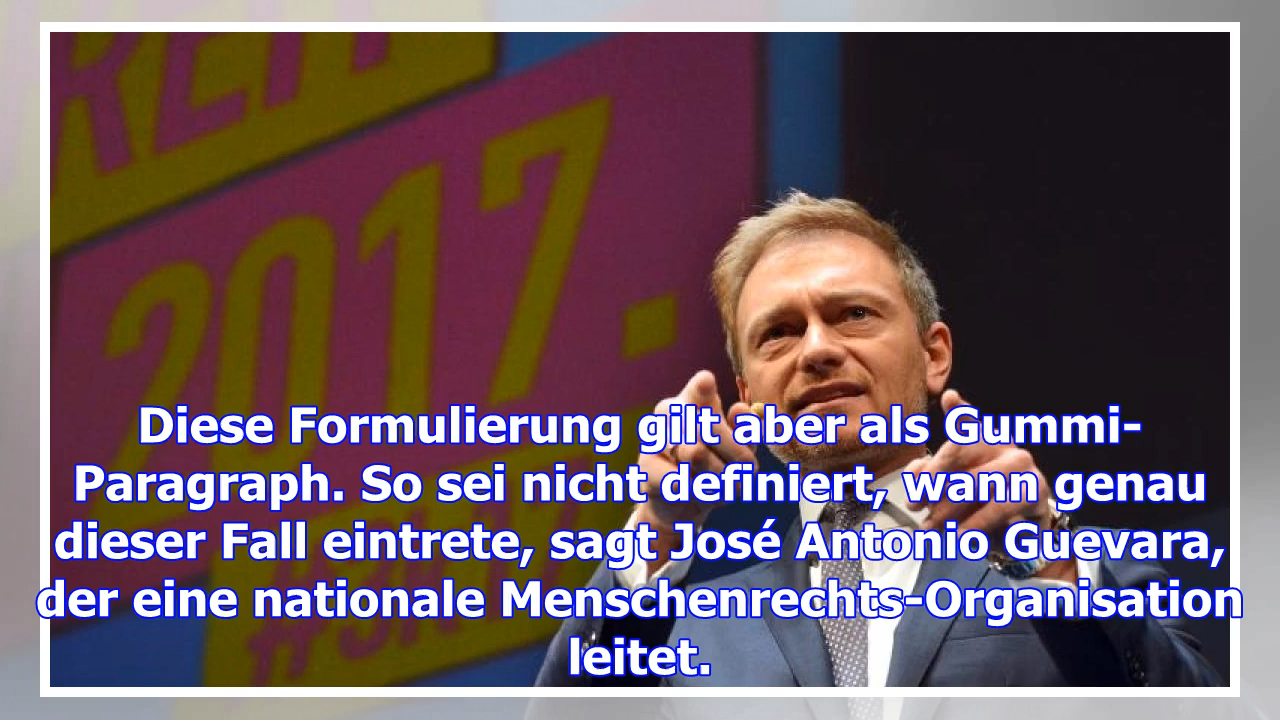 2017.
Diese Formulierung gilt aber als Gummi-
Paragraph. So sei nicht definiert, wann genau
dieser Fall eintrete, sagt José Antonio Guevara,
der eine nationale Menschenrechts-Organisation
leitet.